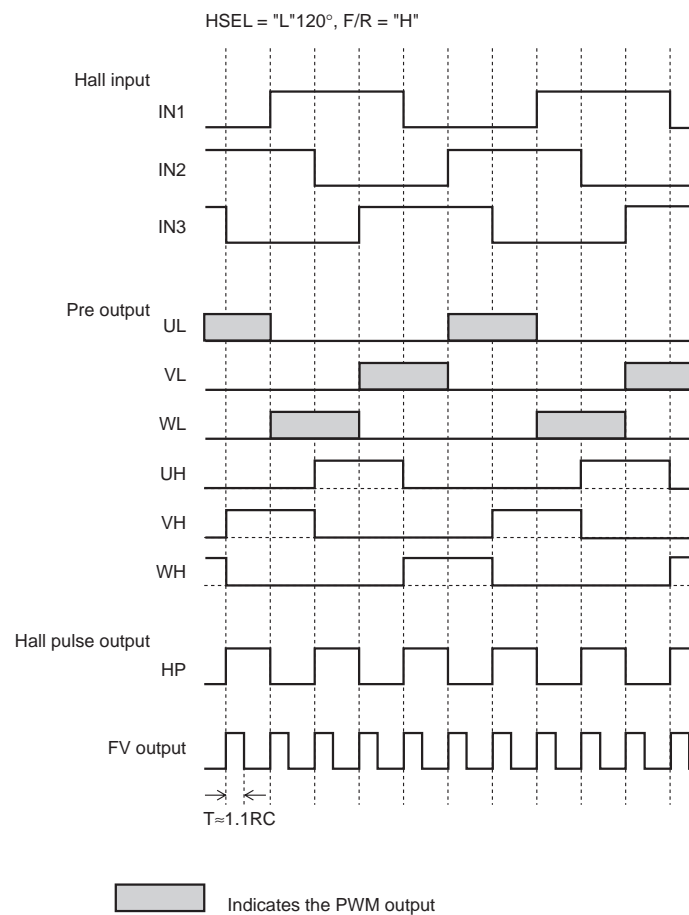 HSEL = "L"120°, F/R = "H"
Hall input
IN1
IN2
IN3
Pre output
UL
VL
WL
UH
VH
WH
Hall pulse output
HP
FV output
T≈1.1RC
Indicates the PWM output